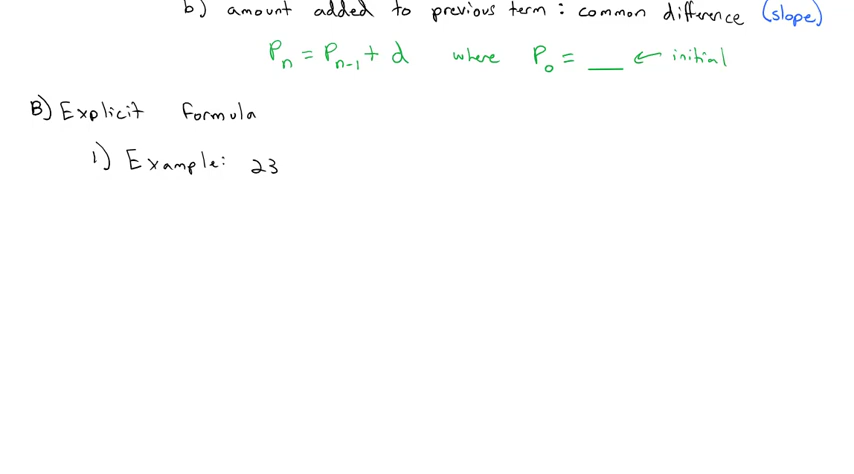 b) amount added to previous term : common difference (slope)
Pₙ = Pₙ₋₁ + d where P₀ = ___ ← initial
B) Explicit formula
1) Example: 23